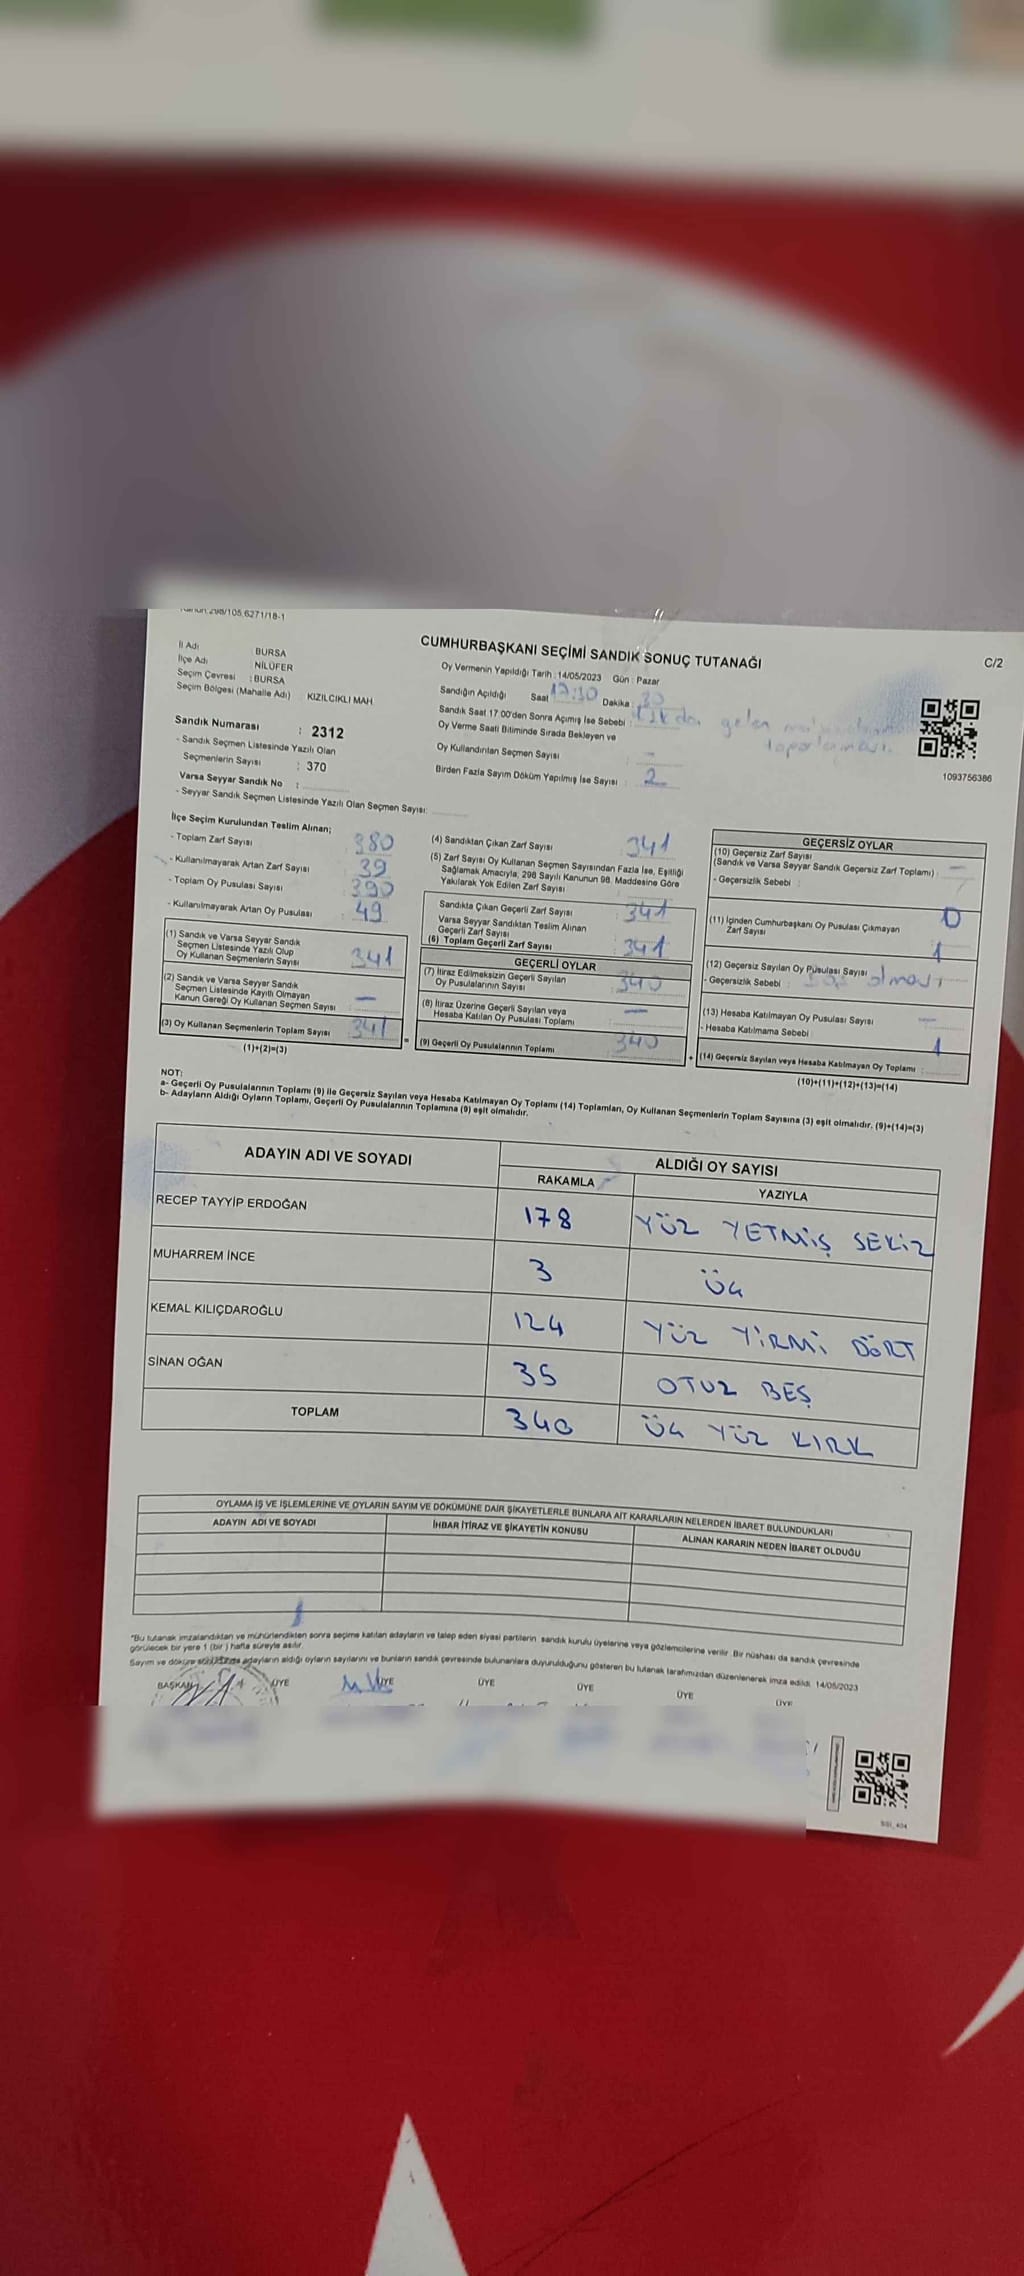 CUMHURBAŞKANI SEÇİMİ SANDIK SONUÇ TUTANAĞI
C/2
İl Adı BURSA
İlçe Adı NİLÜFER
Seçim Çevresi : BURSA
Seçim Bölgesi (Mahalle Adı) KIZILCIKLI MAH.
Sandık Numarası : 2312
- Sandık Seçmen Listesinde Yazılı Olan
Seçmenlerin Sayısı : 370
Varsa Seyyar Sandık No :
- Seyyar Sandık Seçmen Listesinde Yazılı Olan Seçmen Sayısı:
Oy Vermenin Yapıldığı Tarih : 14/05/2023 Gün : Pazar
Sandığın Açıldığı Saat 17:30 Dakika : 30
Sandık Saat 17:00'den Sonra Açımış İse Sebebi : gelen
Oy Verme Saati Bitiminde Sırada Bekleyen ve
Oy Kullandırılan Seçmen Sayısı : -
Birden Fazla Sayım Döküm Yapılmış İse Sayısı : 2
1093756386
İlçe Seçim Kurulundan Teslim Alınan;
- Toplam Zarf Sayısı : 380
- Kullanılmayarak Artan Zarf Sayısı : 39
- Toplam Oy Pusulası Sayısı : 390
- Kullanılmayarak Artan Oy Pusulası : 49
(1) Sandık ve Varsa Seyyar Sandık
Seçmen Listesinde Yazılı Olup
Oy Kullanan Seçmenlerin Sayısı : 341
(2) Sandık ve Varsa Seyyar Sandık
Seçmen Listesinde Kayıtlı Olmayan
Kanun Gereği Oy Kullanan Seçmen Sayısı : -
(3) Oy Kullanan Seçmenlerin Toplam Sayısı : 341
(1)+(2)=(3)
(4) Sandıktan Çıkan Zarf Sayısı : 341
(5) Zarf Sayısı Oy Kullanan Seçmen Sayısından Fazla İse, Eşitliği
Sağlamak Amacıyla, 298 Sayılı Kanunun 98. Maddesine Göre
Yakılarak Yok Edilen Zarf Sayısı :
Sandıkta Çıkan Geçerli Zarf Sayısı : 341
Varsa Seyyar Sandıktan Teslim Alınan
Geçerli Zarf Sayısı
(6) Toplam Geçerli Zarf Sayısı : 341
GEÇERLİ OYLAR
(7) İtiraz Edilmeksizin Geçerli Sayılan
Oy Pusulalarının Sayısı : 340
(8) İtiraz Üzerine Geçerli Sayılan veya
Hesaba Katılan Oy Pusulası Toplamı : -
(9) Geçerli Oy Pusulalarının Toplamı : 340
GEÇERSİZ OYLAR
(10) Geçersiz Zarf Sayısı
(Sandık ve Varsa Seyyar Sandık Geçersiz Zarf Toplamı) : -
- Geçersizlik Sebebi :
(11) İçinden Cumhurbaşkanı Oy Pusulası Çıkmayan
Zarf Sayısı : 0
(12) Geçersiz Sayılan Oy Pusulası Sayısı : 1
- Geçersizlik Sebebi : olması
(13) Hesaba Katılmayan Oy Pusulası Sayısı : -
- Hesaba Katılmama Sebebi :
(14) Geçersiz Sayılan veya Hesaba Katılmayan Oy Toplamı : 1
(10)+(11)+(12)+(13)=(14)
NOT:
a- Geçerli Oy Pusulalarının Toplamı (9) ile Geçersiz Sayılan veya Hesaba Katılmayan Oy Toplamı (14) Toplamları, Oy Kullanan Seçmenlerin Toplam Sayısına (3) eşit olmalıdır. (9)+(14)=(3)
b- Adayların Aldığı Oyların Toplamı, Geçerli Oy Pusulalarının Toplamına (9) eşit olmalıdır.
ADAYIN ADI VE SOYADI ALDIĞI OY SAYISI
RAKAMLA YAZIYLA
RECEP TAYYİP ERDOĞAN 178 YÜZ YETMİŞ SEKİZ
MUHARREM İNCE 3 ÜÇ
KEMAL KILIÇDAROĞLU 124 YÜZ YİRMİ DÖRT
SİNAN OĞAN 35 OTUZ BEŞ
TOPLAM 340 ÜÇ YÜZ KIRK
OYLAMA İŞ VE İŞLEMLERİNE VE OYLARIN SAYIM VE DÖKÜMÜNE DAİR ŞİKAYETLERLE BUNLARA AİT KARARLARIN NELERDEN İBARET BULUNDUKLARI
ADAYIN ADI VE SOYADI İHBAR İTİRAZ VE ŞİKAYETİN KONUSU ALINAN KARARIN NEDEN İBARET OLDUĞU
*Bu tutanak imzalandıktan ve mühürlendikten sonra seçime katılan adayların ve talep eden siyasi partilerin sandık kurulu üyelerine veya gözlemcilerine verilir. Bir nüshası da sandık çevresinde
görülecek bir yere 1 (bir ) hafta süreyle asılır.
Sayım ve döküm adayların aldığı oyların sayılarını ve bunların sandık çevresinde bulunanlara duyurulduğunu gösteren bu tutanak tarafımızdan düzenlenerek imza edildi. 14/05/2023
BAŞKAN ÜYE ÜYE ÜYE ÜYE ÜYE ÜYE